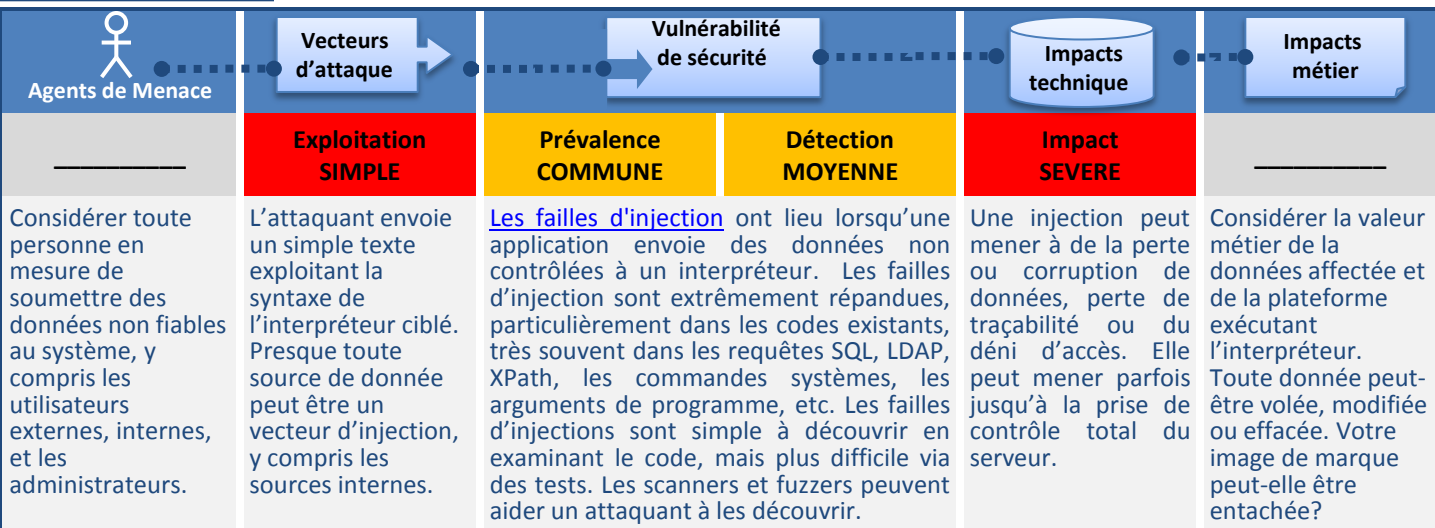 Agents de Menace
Vecteurs
d'attaque
Vulnérabilité
de sécurité
Impacts
technique
Impacts
métier
__________
Exploitation
SIMPLE
Prévalence
COMMUNE
Détection
MOYENNE
Impact
SEVERE
__________
Considérer toute
personne en
mesure de
soumettre des
données non fiables
au système, y
compris les
utilisateurs
externes, internes,
et les
administrateurs.
L’attaquant envoie
un simple texte
exploitant la
syntaxe de
l’interpréteur ciblé.
Presque toute
source de donnée
peut être un
vecteur d’injection,
y compris les
sources internes.
Les failles d'injection ont lieu lorsqu’une
application envoie des données non
contrôlées à un interpréteur. Les failles
d’injection sont extrêmement répandues,
particulièrement dans les codes existants,
très souvent dans les requêtes SQL, LDAP,
XPath, les commandes systèmes, les
arguments de programme, etc. Les failles
d’injections sont simple à découvrir en
examinant le code, mais plus difficile via
des tests. Les scanners et fuzzers peuvent
aider un attaquant à les découvrir.
Une injection peut
mener à de la perte
ou corruption de
données, perte de
traçabilité ou du
déni d’accès. Elle
peut mener parfois
jusqu’à la prise de
contrôle total du
serveur.
Considérer la valeur
métier de la
données affectée et
de la plateforme
exécutant
l’interpréteur.
Toute donnée peut-
être volée, modifiée
ou effacée. Votre
image de marque
peut-elle être
entachée?